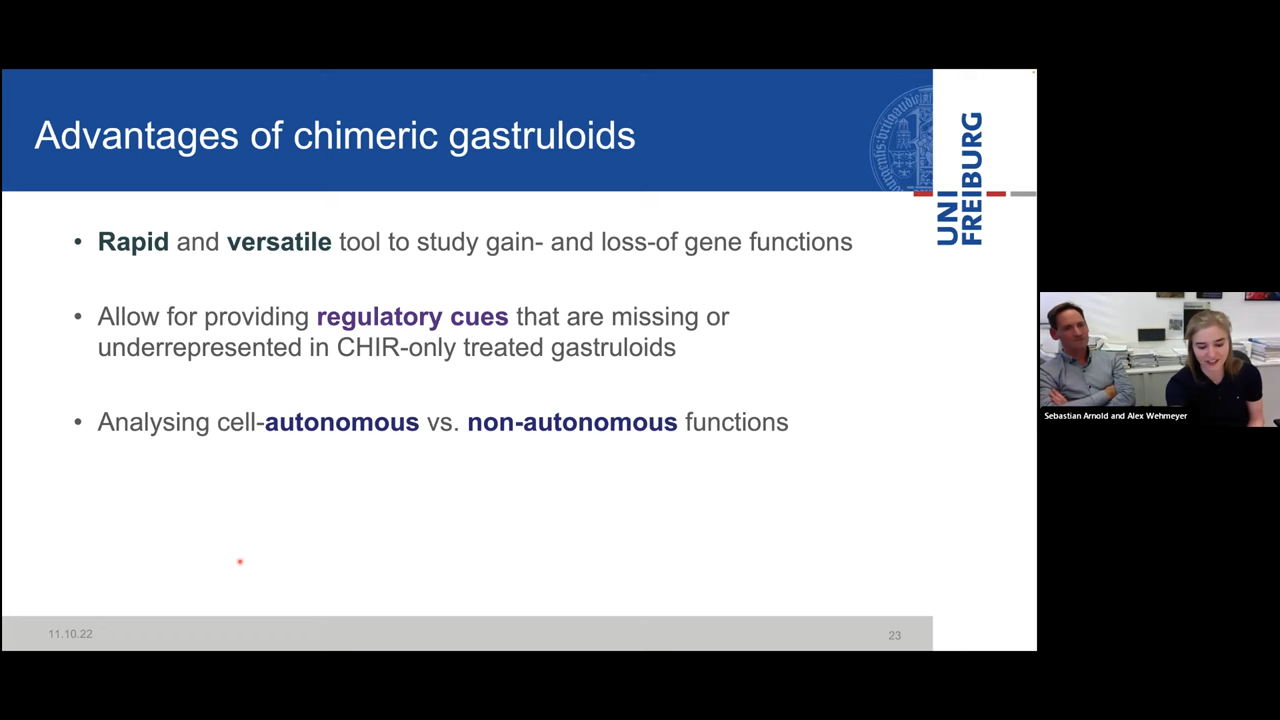 Advantages of chimeric gastruloids
UNI
FREIBURG
• Rapid and versatile tool to study gain- and loss-of gene functions
• Allow for providing regulatory cues that are missing or
underrepresented in CHIR-only treated gastruloids
• Analysing cell-autonomous vs. non-autonomous functions
11.10.22
23
Sebastian Arnold and Alex Wehmeyer